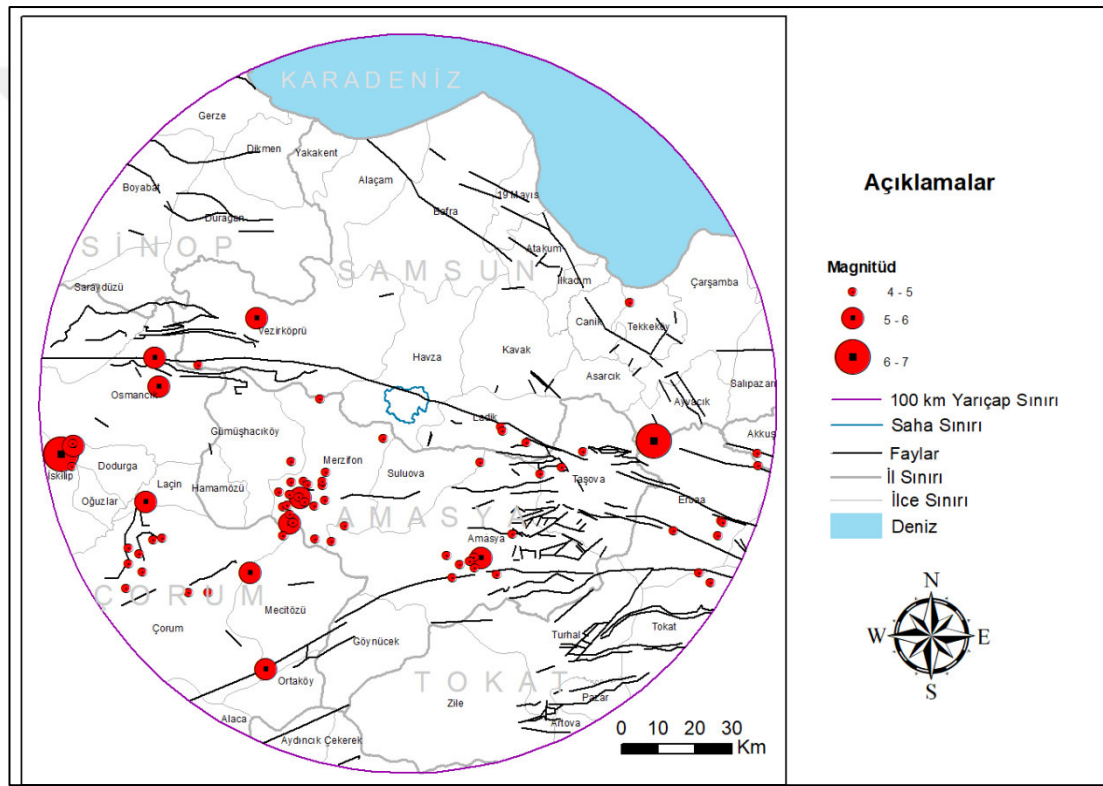 KARADENİZ
Gerze
Dikmen
Yakakent
Boyabat
Alaçam
19 Mayıs
Durağan
Bafra
SİNOP
Atakum
SAMSUN
İlkadım
Saraydüzü
Çarşamba
Vezirköprü
Canik
Tekkeköy
Havza
Kavak
Asarcık
Salıpazarı
Osmancık
Ayvacık
Gümüşhacıköy
Ladik
Akkuş
İskilip
Dodurga
Merzifon
Suluova
Taşova
Oğuzlar
Laçin
Hamamözü
Erbaa
AMASYA
Amasya
ÇORUM
Mecitözü
Çorum
Göynücek
Turhal
Tokat
Ortaköy
TOKAT
Zile
Pazar
Alaca
Artova
Aydıncık Çekerek
0 10 20 30
Km
Açıklamalar
Magnitüd
4 - 5
5 - 6
6 - 7
100 km Yarıçap Sınırı
Saha Sınırı
Faylar
İl Sınırı
İlce Sınırı
Deniz
N
W E
S